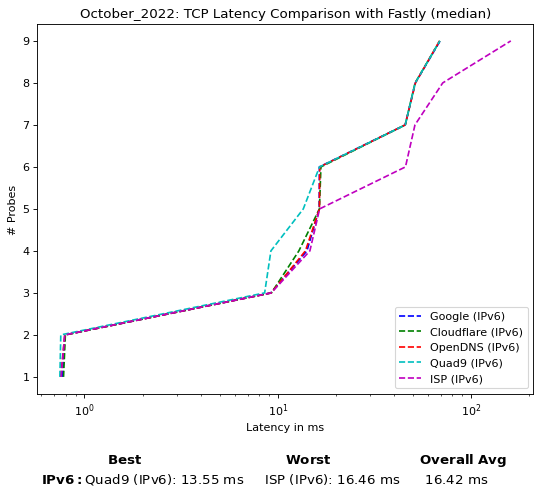 October_2022: TCP Latency Comparison with Fastly (median)
# Probes
9
8
7
6
5
4
3
2
1
Google (IPv6)
Cloudflare (IPv6)
OpenDNS (IPv6)
Quad9 (IPv6)
ISP (IPv6)
10⁰ 10¹ 10²
Latency in ms
Best Worst Overall Avg
IPv6: Quad9 (IPv6): 13.55 ms ISP (IPv6): 16.46 ms 16.42 ms